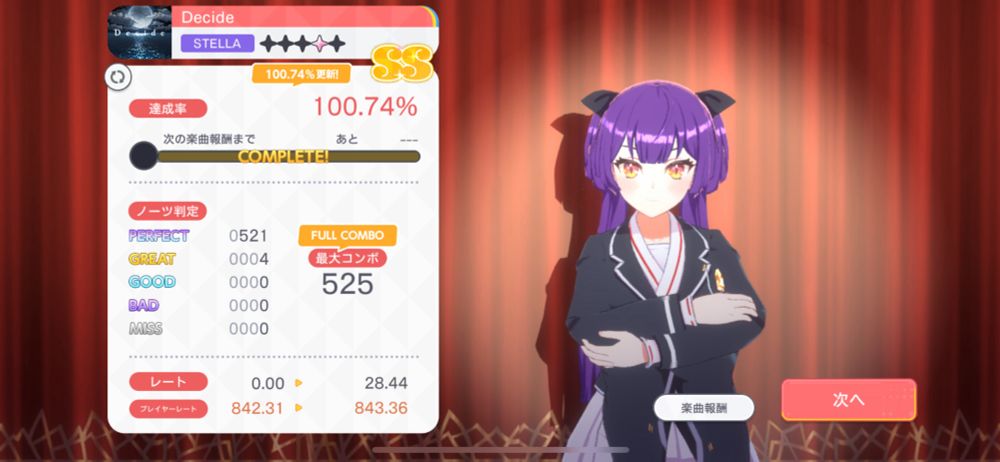 Decide
Decide
STELLA
SS
100.74%更新!
達成率
100.74%
次の楽曲報酬まで
あと
---
COMPLETE!
ノーツ判定
PERFECT
0521
GREAT
0004
GOOD
0000
BAD
0000
MISS
0000
FULL COMBO
最大コンボ
525
レート
0.00
28.44
プレイヤーレート
842.31
843.36
楽曲報酬
次へ